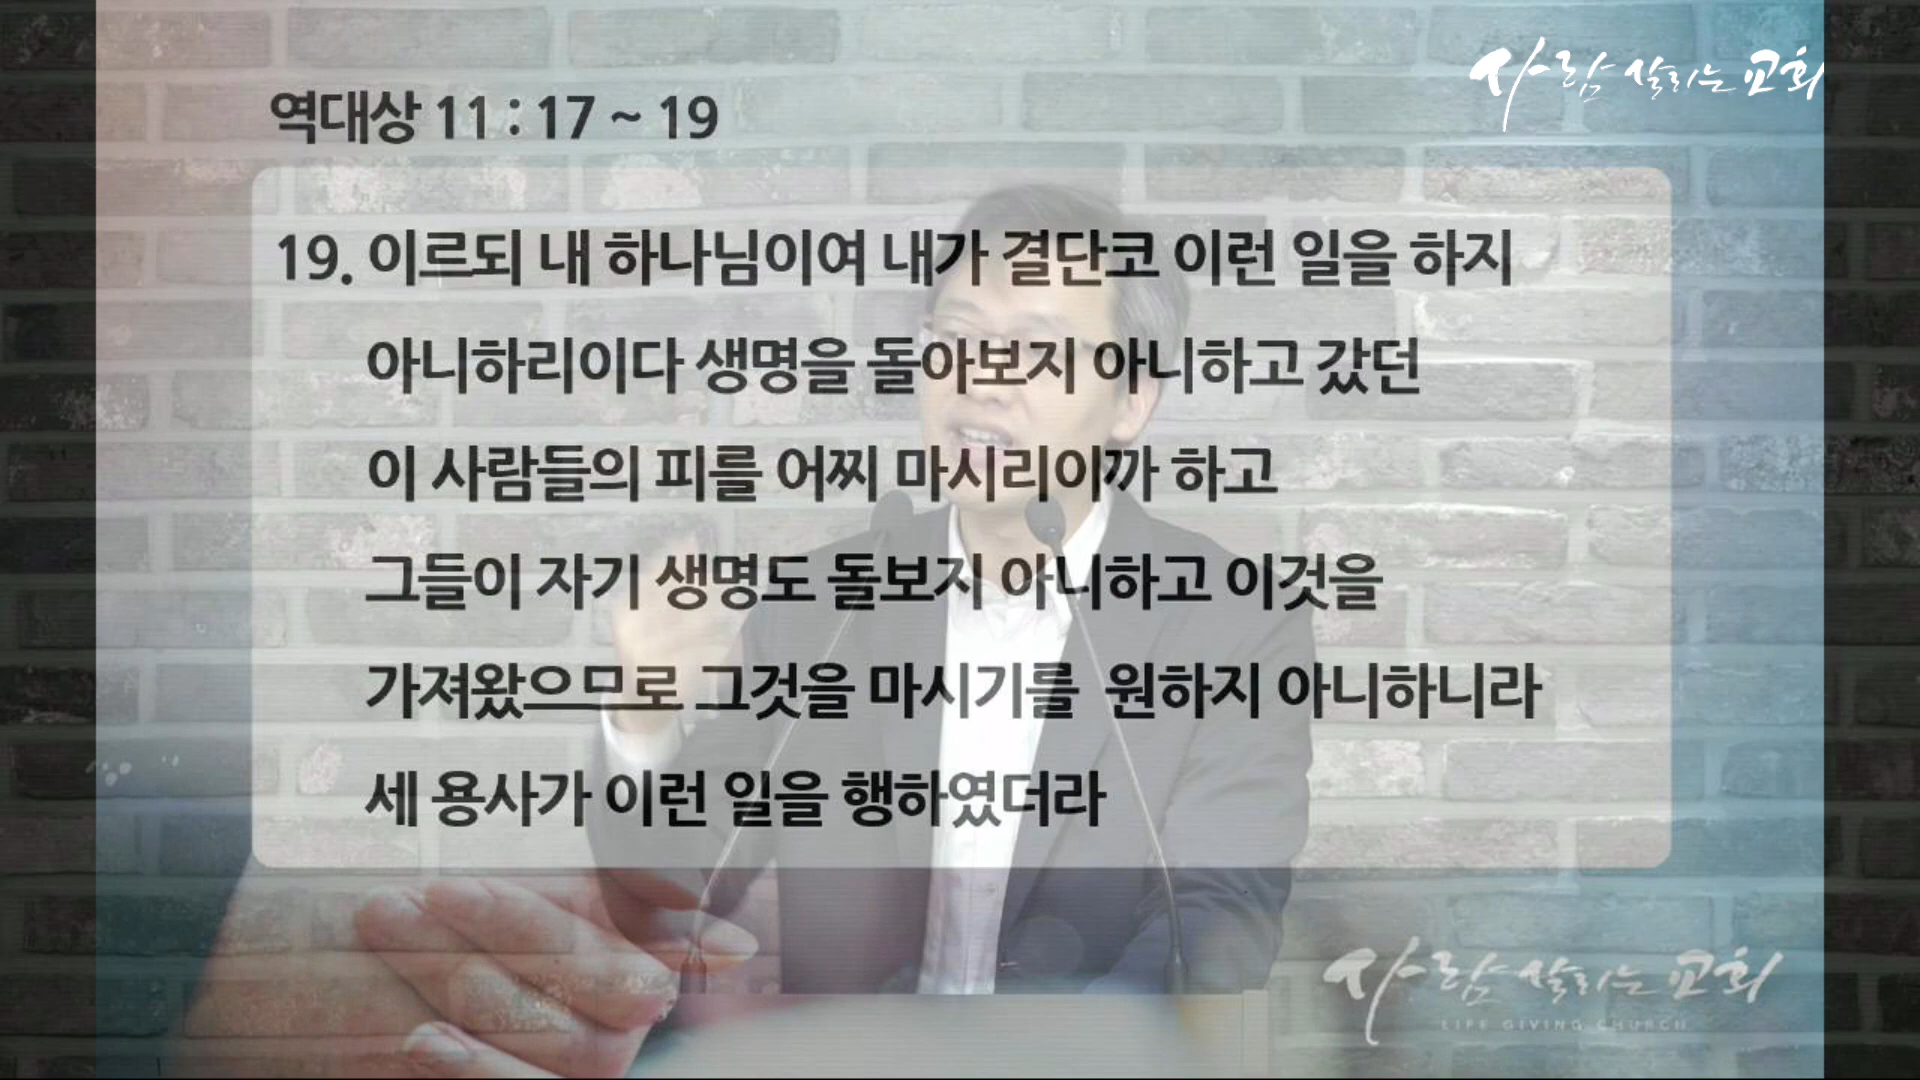 사람 살리는 교회
역대상 11 : 17 ~ 19
19. 이르되 내 하나님이여 내가 결단코 이런 일을 하지
아니하리이다 생명을 돌아보지 아니하고 갔던
이 사람들의 피를 어찌 마시리이까 하고
그들이 자기 생명도 돌보지 아니하고 이것을
가져왔으므로 그것을 마시기를 원하지 아니하니라
세 용사가 이런 일을 행하였더라
사람 살리는 교회
LIFE GIVING CHURCH